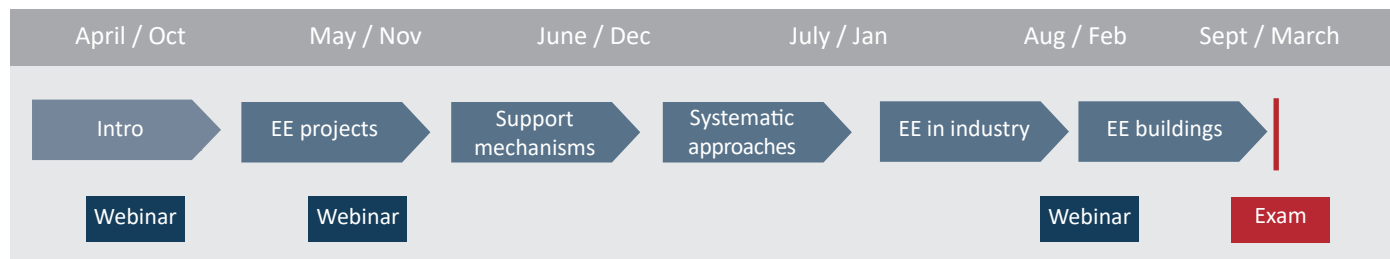 April / Oct
May / Nov
June / Dec
July / Jan
Aug / Feb
Sept / March
Intro
EE projects
Support
mechanisms
Systematic
approaches
EE in industry
EE buildings
Webinar
Webinar
Webinar
Exam